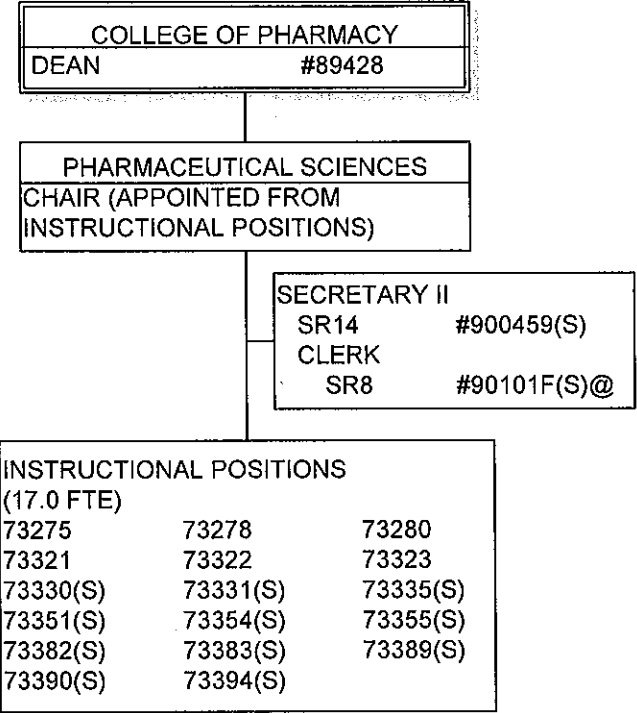 COLLEGE OF PHARMACY
DEAN #89428
PHARMACEUTICAL SCIENCES
CHAIR (APPOINTED FROM
INSTRUCTIONAL POSITIONS)
SECRETARY II
SR14 #900459(S)
CLERK
SR8 #90101F(S)@
INSTRUCTIONAL POSITIONS
(17.0 FTE)
73275 73278 73280
73321 73322 73323
73330(S) 73331(S) 73335(S)
73351(S) 73354(S) 73355(S)
73382(S) 73383(S) 73389(S)
73390(S) 73394(S)